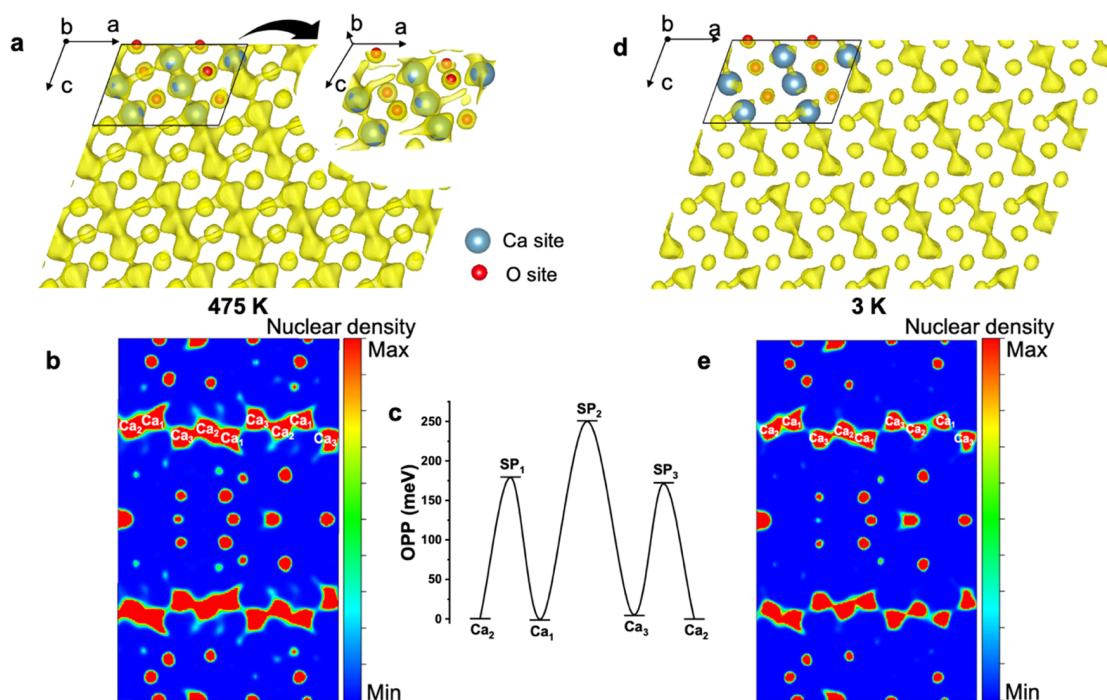 a
b
a
c
b
a
c
Ca site
O site
475 K
d
b
a
c
3 K
b
Nuclear density
Max
Ca₂
Ca₁
Ca₃
Ca₂
Ca₁
Ca₃
Ca₂
Ca₁
Ca₃
Min
c
OPP (meV)
250
200
150
100
50
0
SP₁
SP₂
SP₃
Ca₂
Ca₁
Ca₃
Ca₂
e
Nuclear density
Max
Ca₂
Ca₁
Ca₃
Ca₂
Ca₁
Ca₃
Ca₂
Ca₁
Ca₃
Min